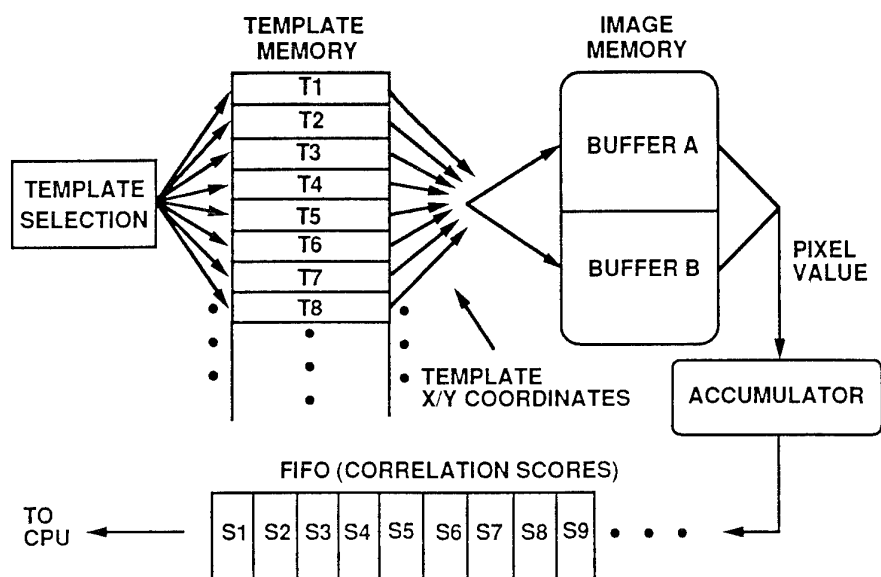 TEMPLATE
MEMORY
IMAGE
MEMORY
T1
T2
T3
T4
T5
T6
T7
T8
TEMPLATE
SELECTION
BUFFER A
BUFFER B
PIXEL
VALUE
TEMPLATE
X/Y COORDINATES
ACCUMULATOR
FIFO (CORRELATION SCORES)
TO
CPU
S1 S2 S3 S4 S5 S6 S7 S8 S9